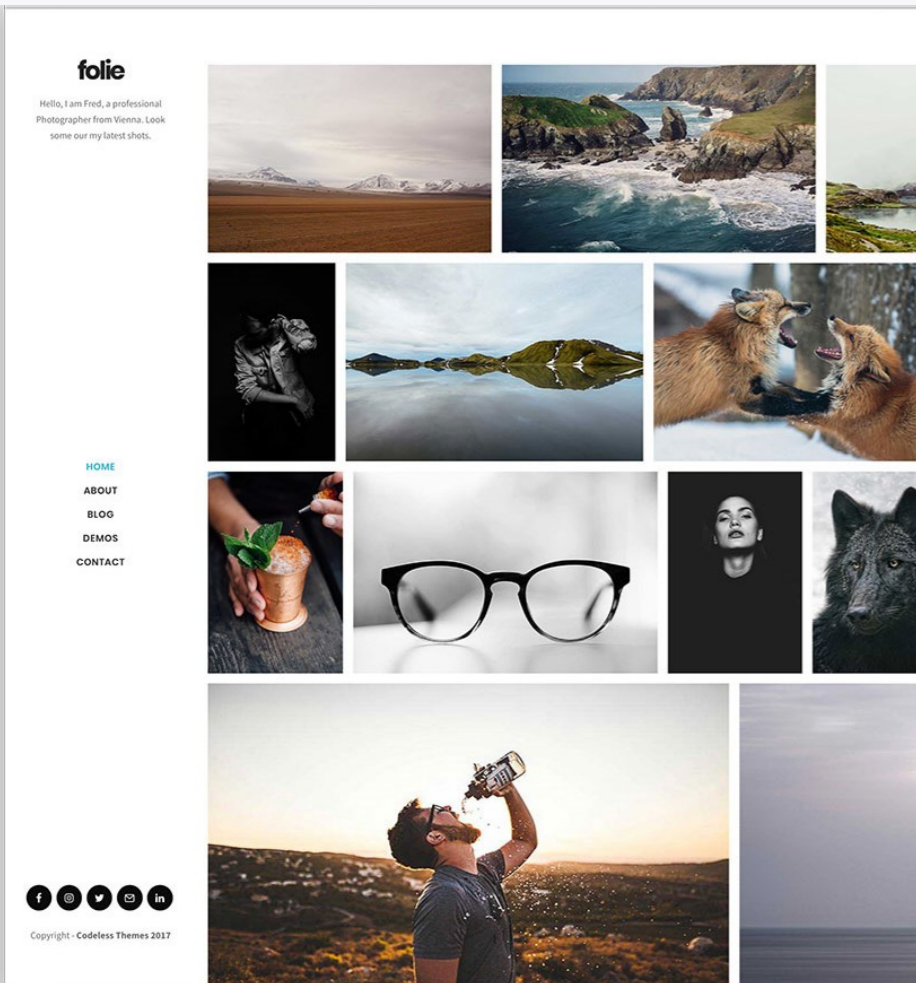 folie
Hello, I am Fred, a professional
Photographer from Vienna. Look
some our my latest shots.
HOME
ABOUT
BLOG
DEMOS
CONTACT
f in
Copyright - Codeless Themes 2017